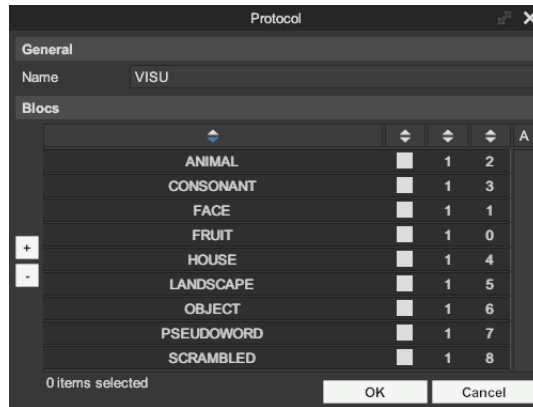 Protocol
General
Name VISU
Blocs
A
ANIMAL 1 2
CONSONANT 1 3
FACE 1 1
FRUIT 1 0
HOUSE 1 4
LANDSCAPE 1 5
OBJECT 1 6
PSEUDOWORD 1 7
SCRAMBLED 1 8
+
-
0 items selected
OK Cancel